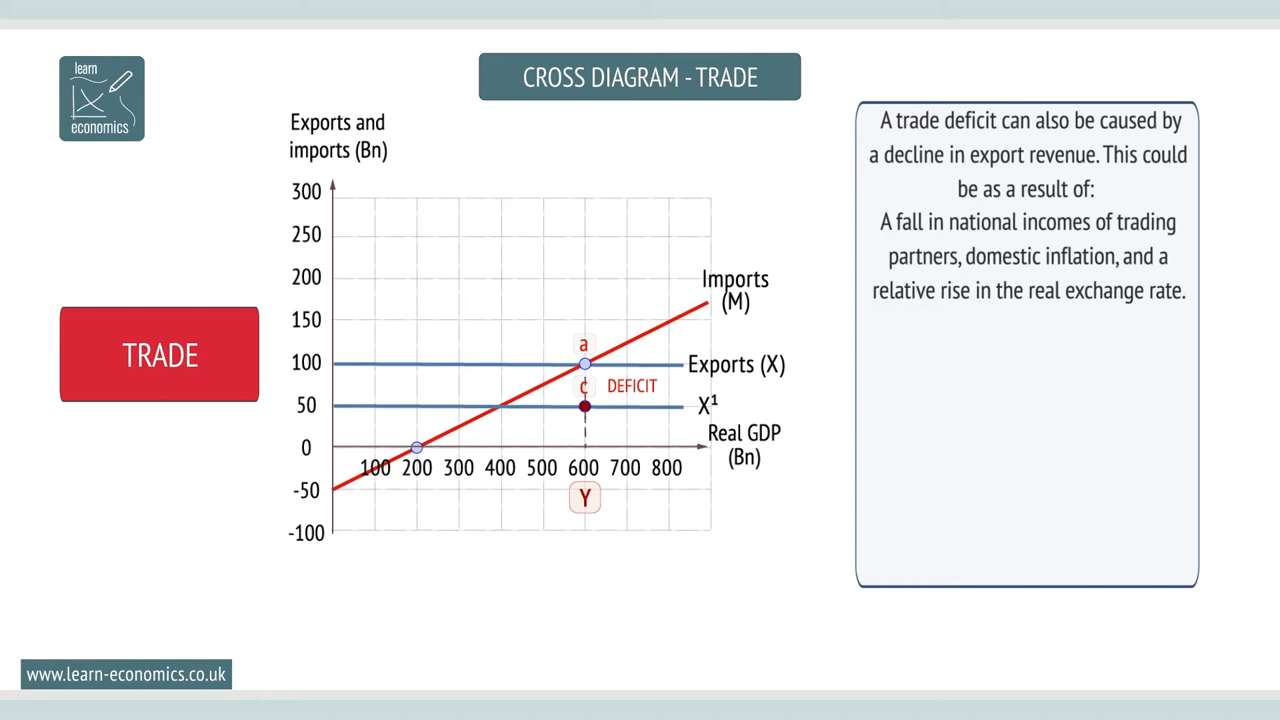 learn
economics
CROSS DIAGRAM - TRADE
Exports and
imports (Bn)
300
250
200
150
100
50
0
-50
-100
100 200 300 400 500 600 700 800
Imports
(M)
a
Exports (X)
c DEFICIT
X¹
Real GDP
(Bn)
Y
TRADE
A trade deficit can also be caused by
a decline in export revenue. This could
be as a result of:
A fall in national incomes of trading
partners, domestic inflation, and a
relative rise in the real exchange rate.
www.learn-economics.co.uk